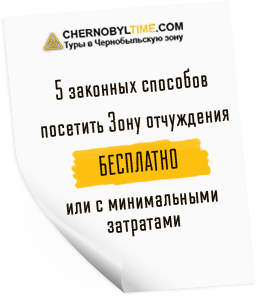 CHERNOBYLTIME.COM
Туры в Чернобыльскую зону
5 законных способов
посетить Зону отчуждения
БЕСПЛАТНО
или с минимальными
затратами